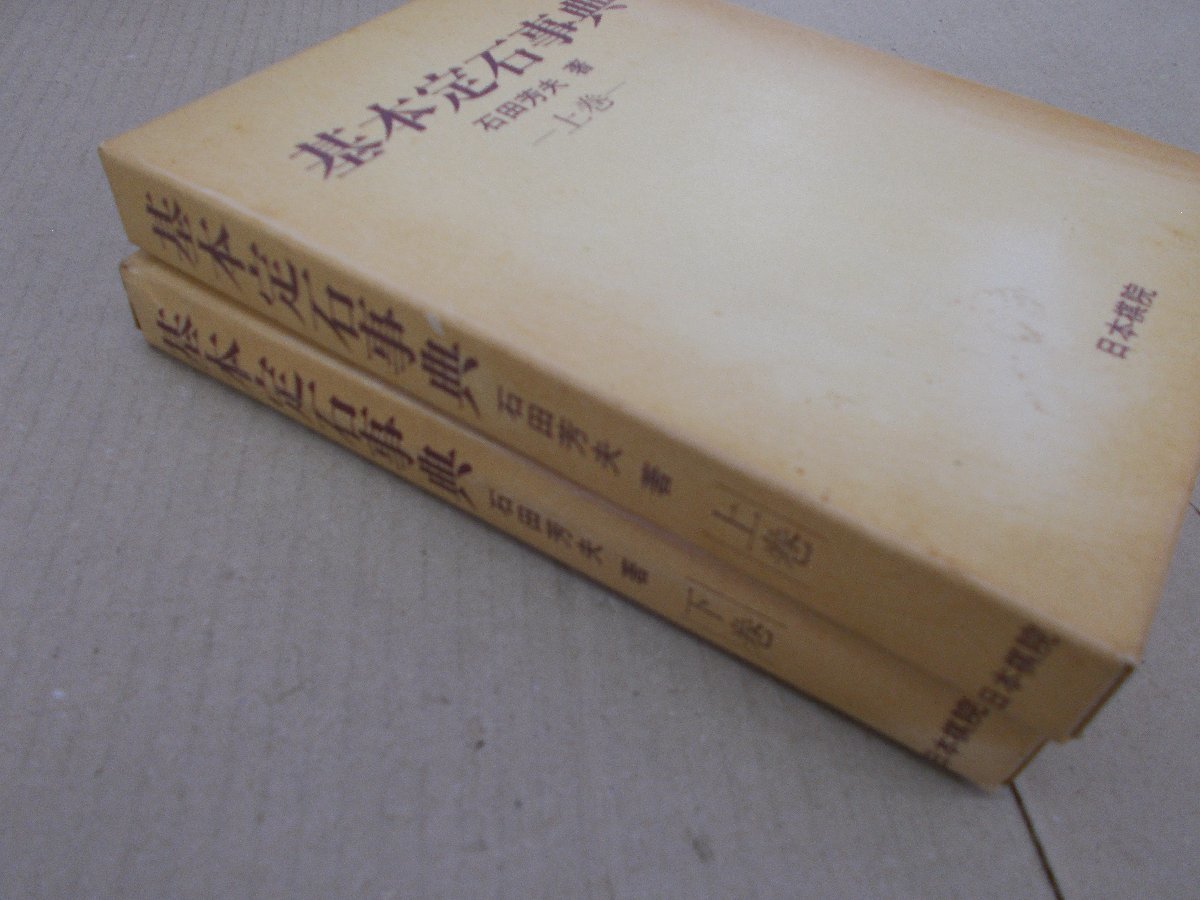 基本定石事典
石田芳夫 著
上巻
日本棋院
基本定石事典 石田芳夫 著 上巻 日本棋院
基本定石事典 石田芳夫 著 下巻 日本棋院